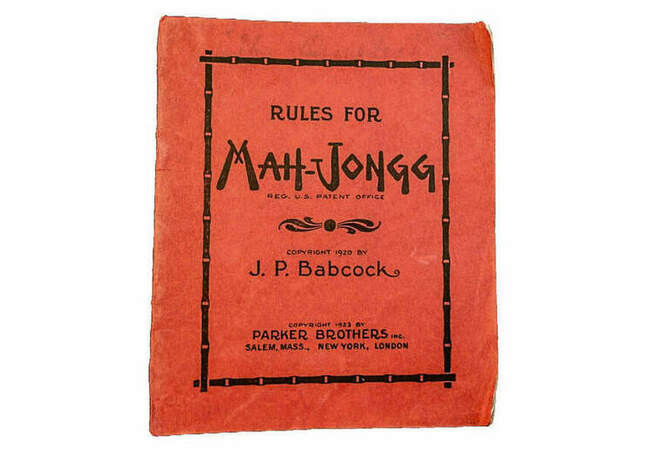 RULES FOR
MAH-JONGG
REG. U.S. PATENT OFFICE
COPYRIGHT 1920 BY
J. P. Babcock
COPYRIGHT 1923 BY
PARKER BROTHERS INC.
SALEM, MASS., NEW YORK, LONDON